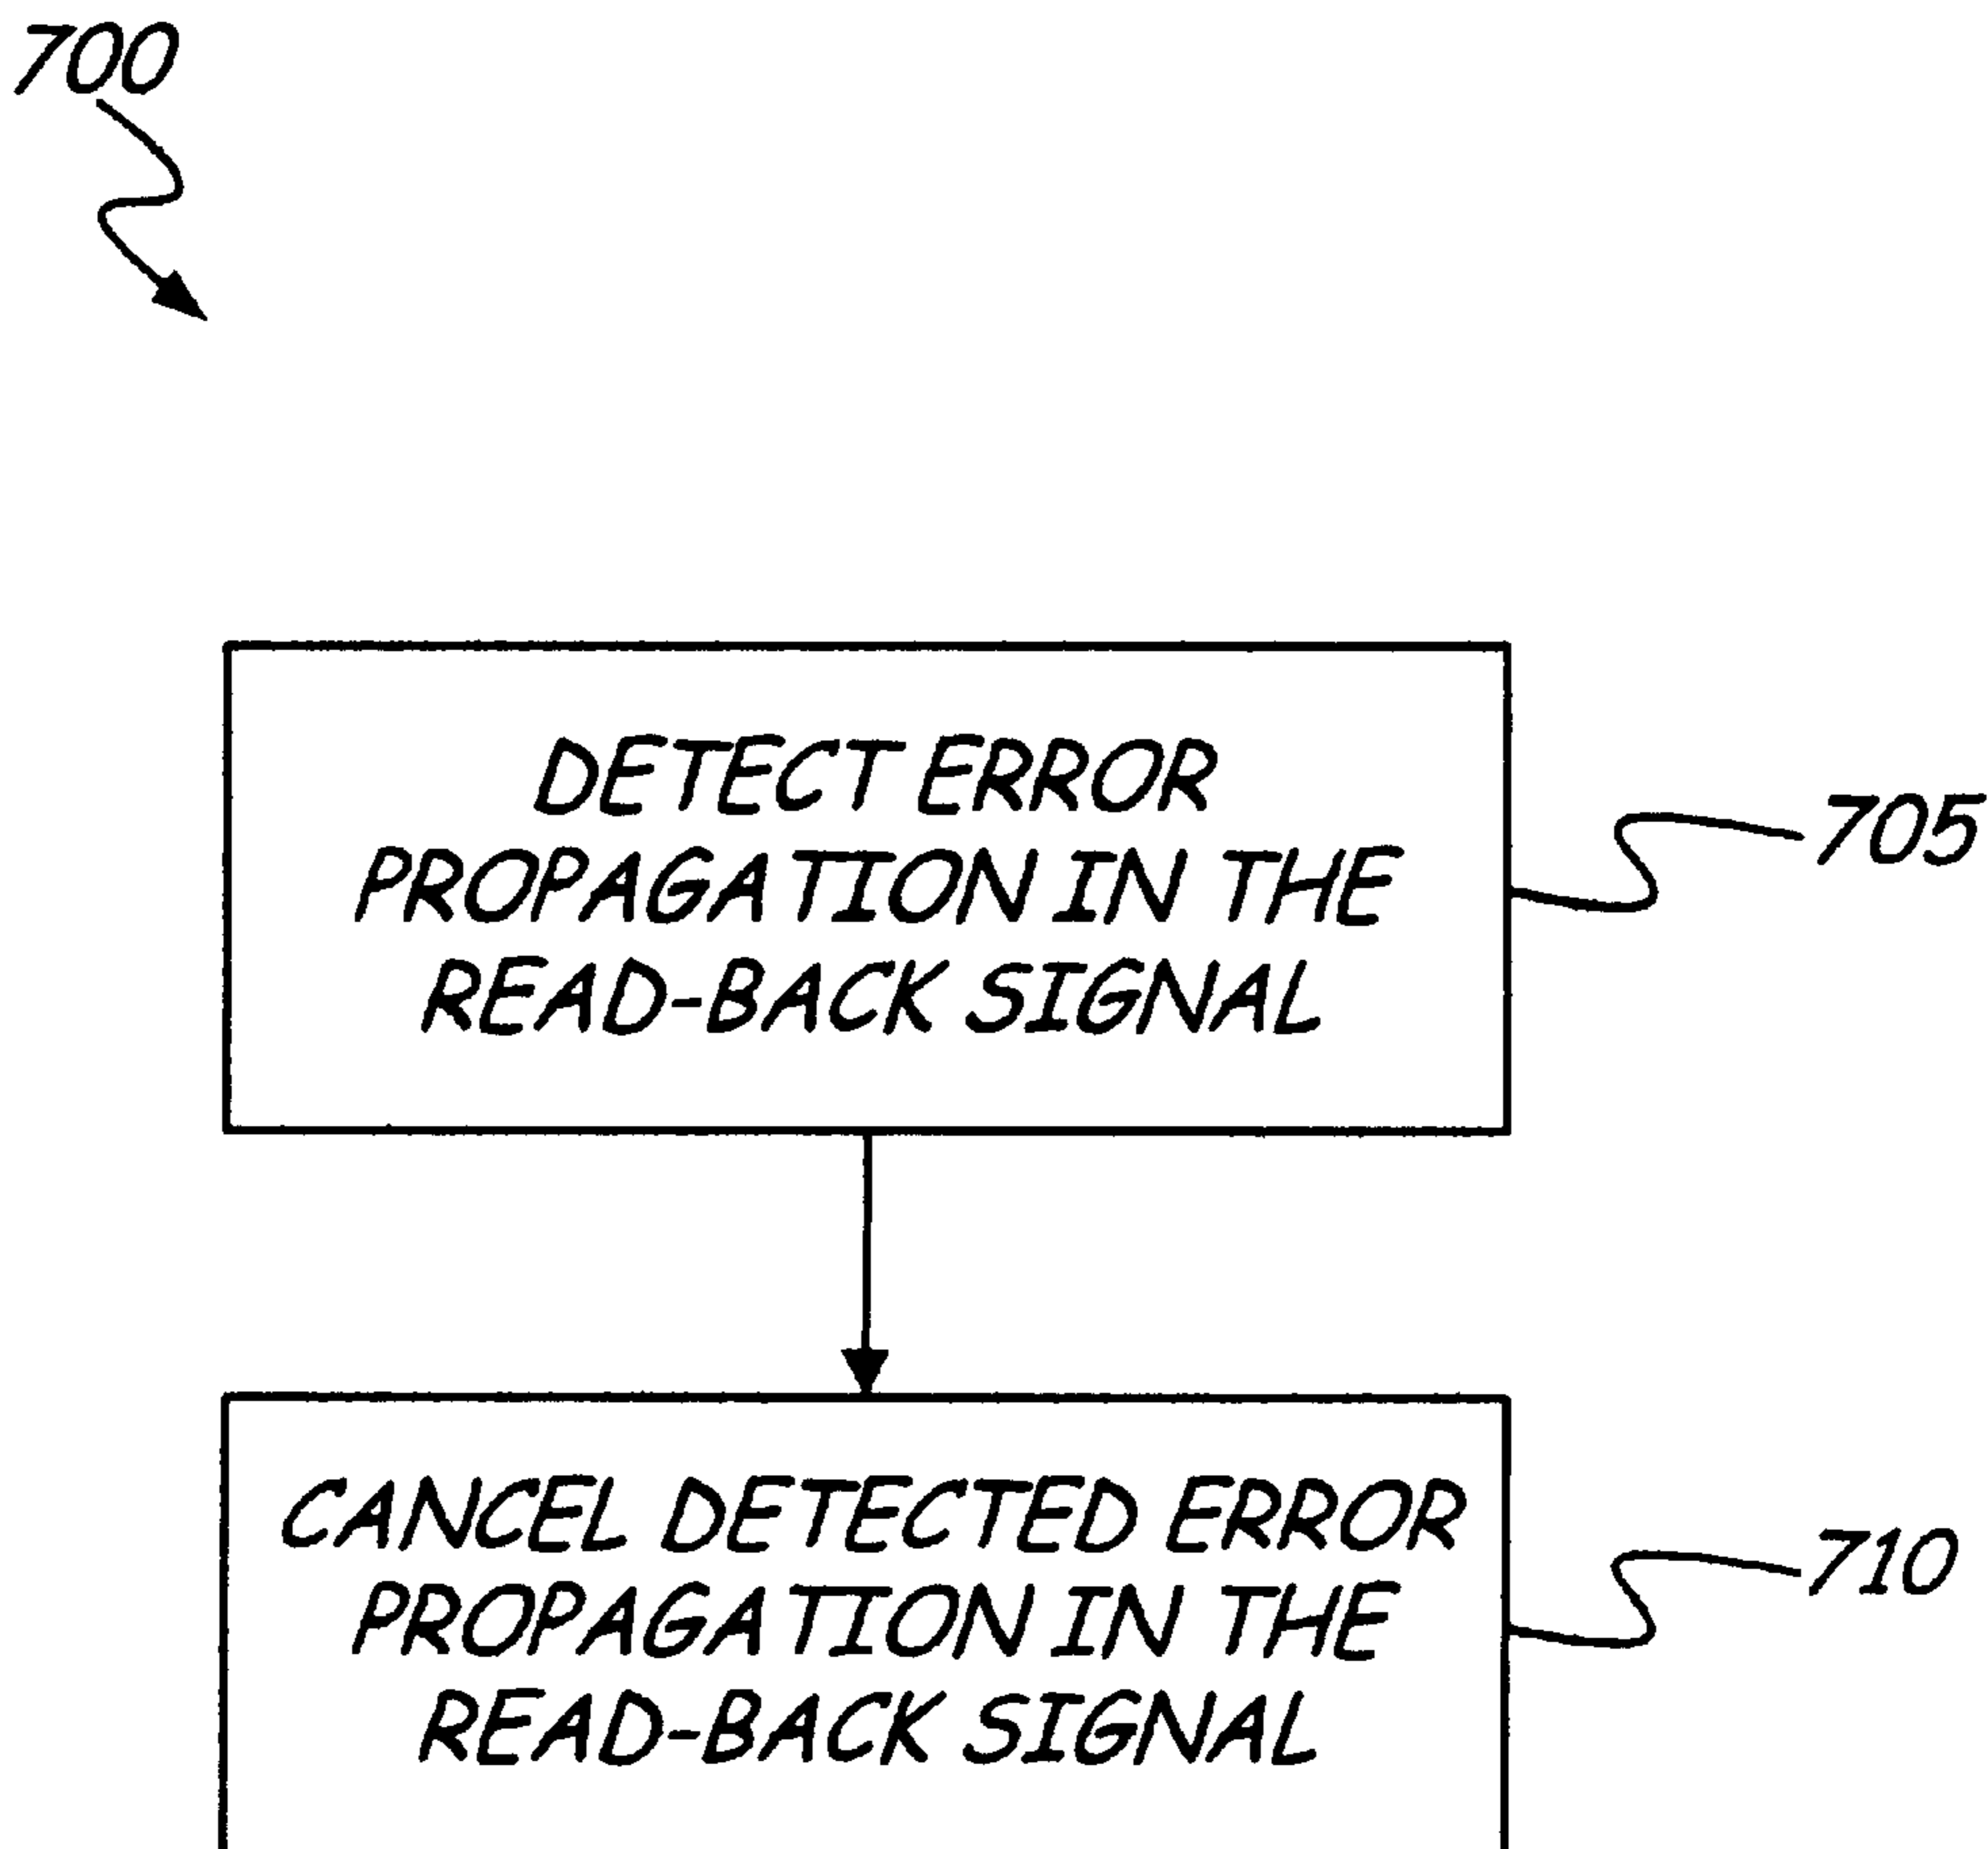 700
DETECT ERROR
PROPAGATION IN THE
READ-BACK SIGNAL
705
CANCEL DETECTED ERROR
PROPAGATION IN THE
READ-BACK SIGNAL
710